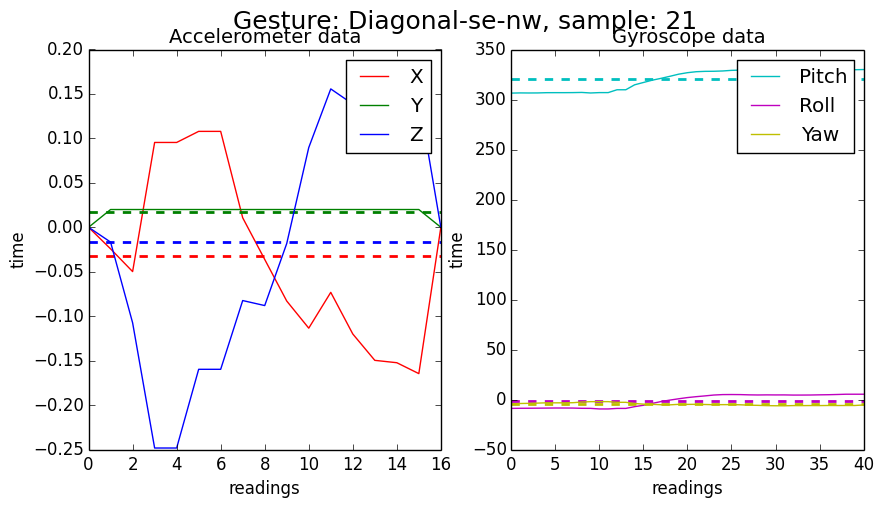 Gesture: Diagonal-se-nw, sample: 21
Accelerometer data
0.20
0.15
0.10
0.05
0.00
−0.05
−0.10
−0.15
−0.20
−0.25
time
0 2 4 6 8 10 12 14 16
readings
X
Y
Z
Gyroscope data
350
300
250
200
150
100
50
0
−50
time
0 5 10 15 20 25 30 35 40
readings
Pitch
Roll
Yaw